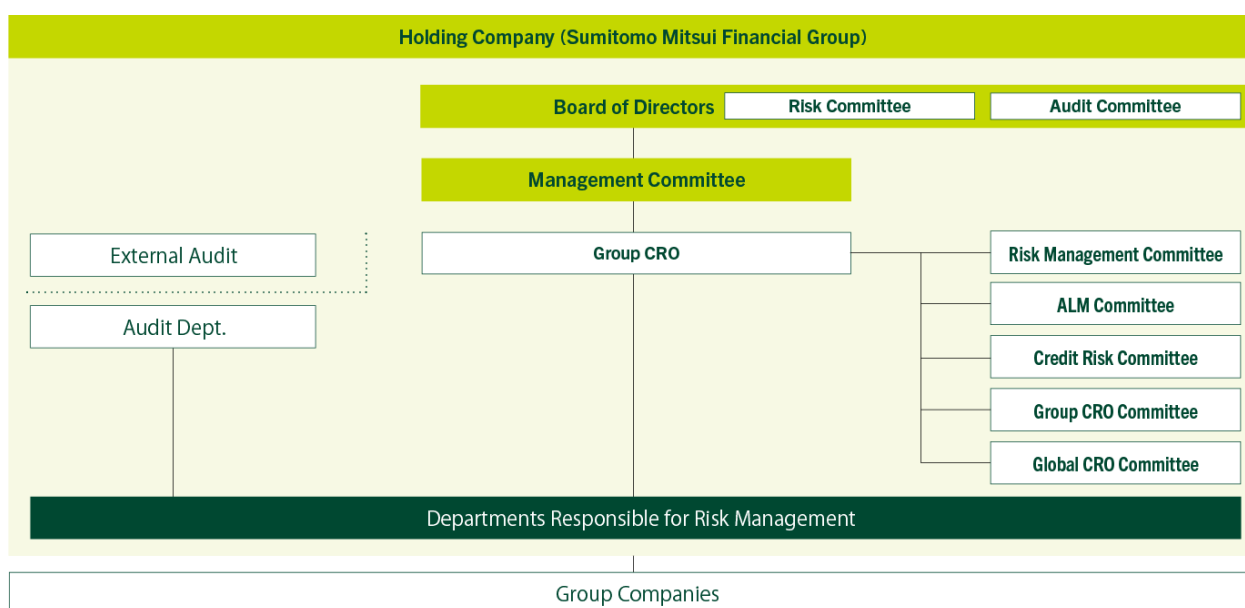 Holding Company (Sumitomo Mitsui Financial Group)
Board of Directors
Risk Committee
Audit Committee
Management Committee
External Audit
Group CRO
Risk Management Committee
ALM Committee
Audit Dept.
Credit Risk Committee
Group CRO Committee
Global CRO Committee
Departments Responsible for Risk Management
Group Companies